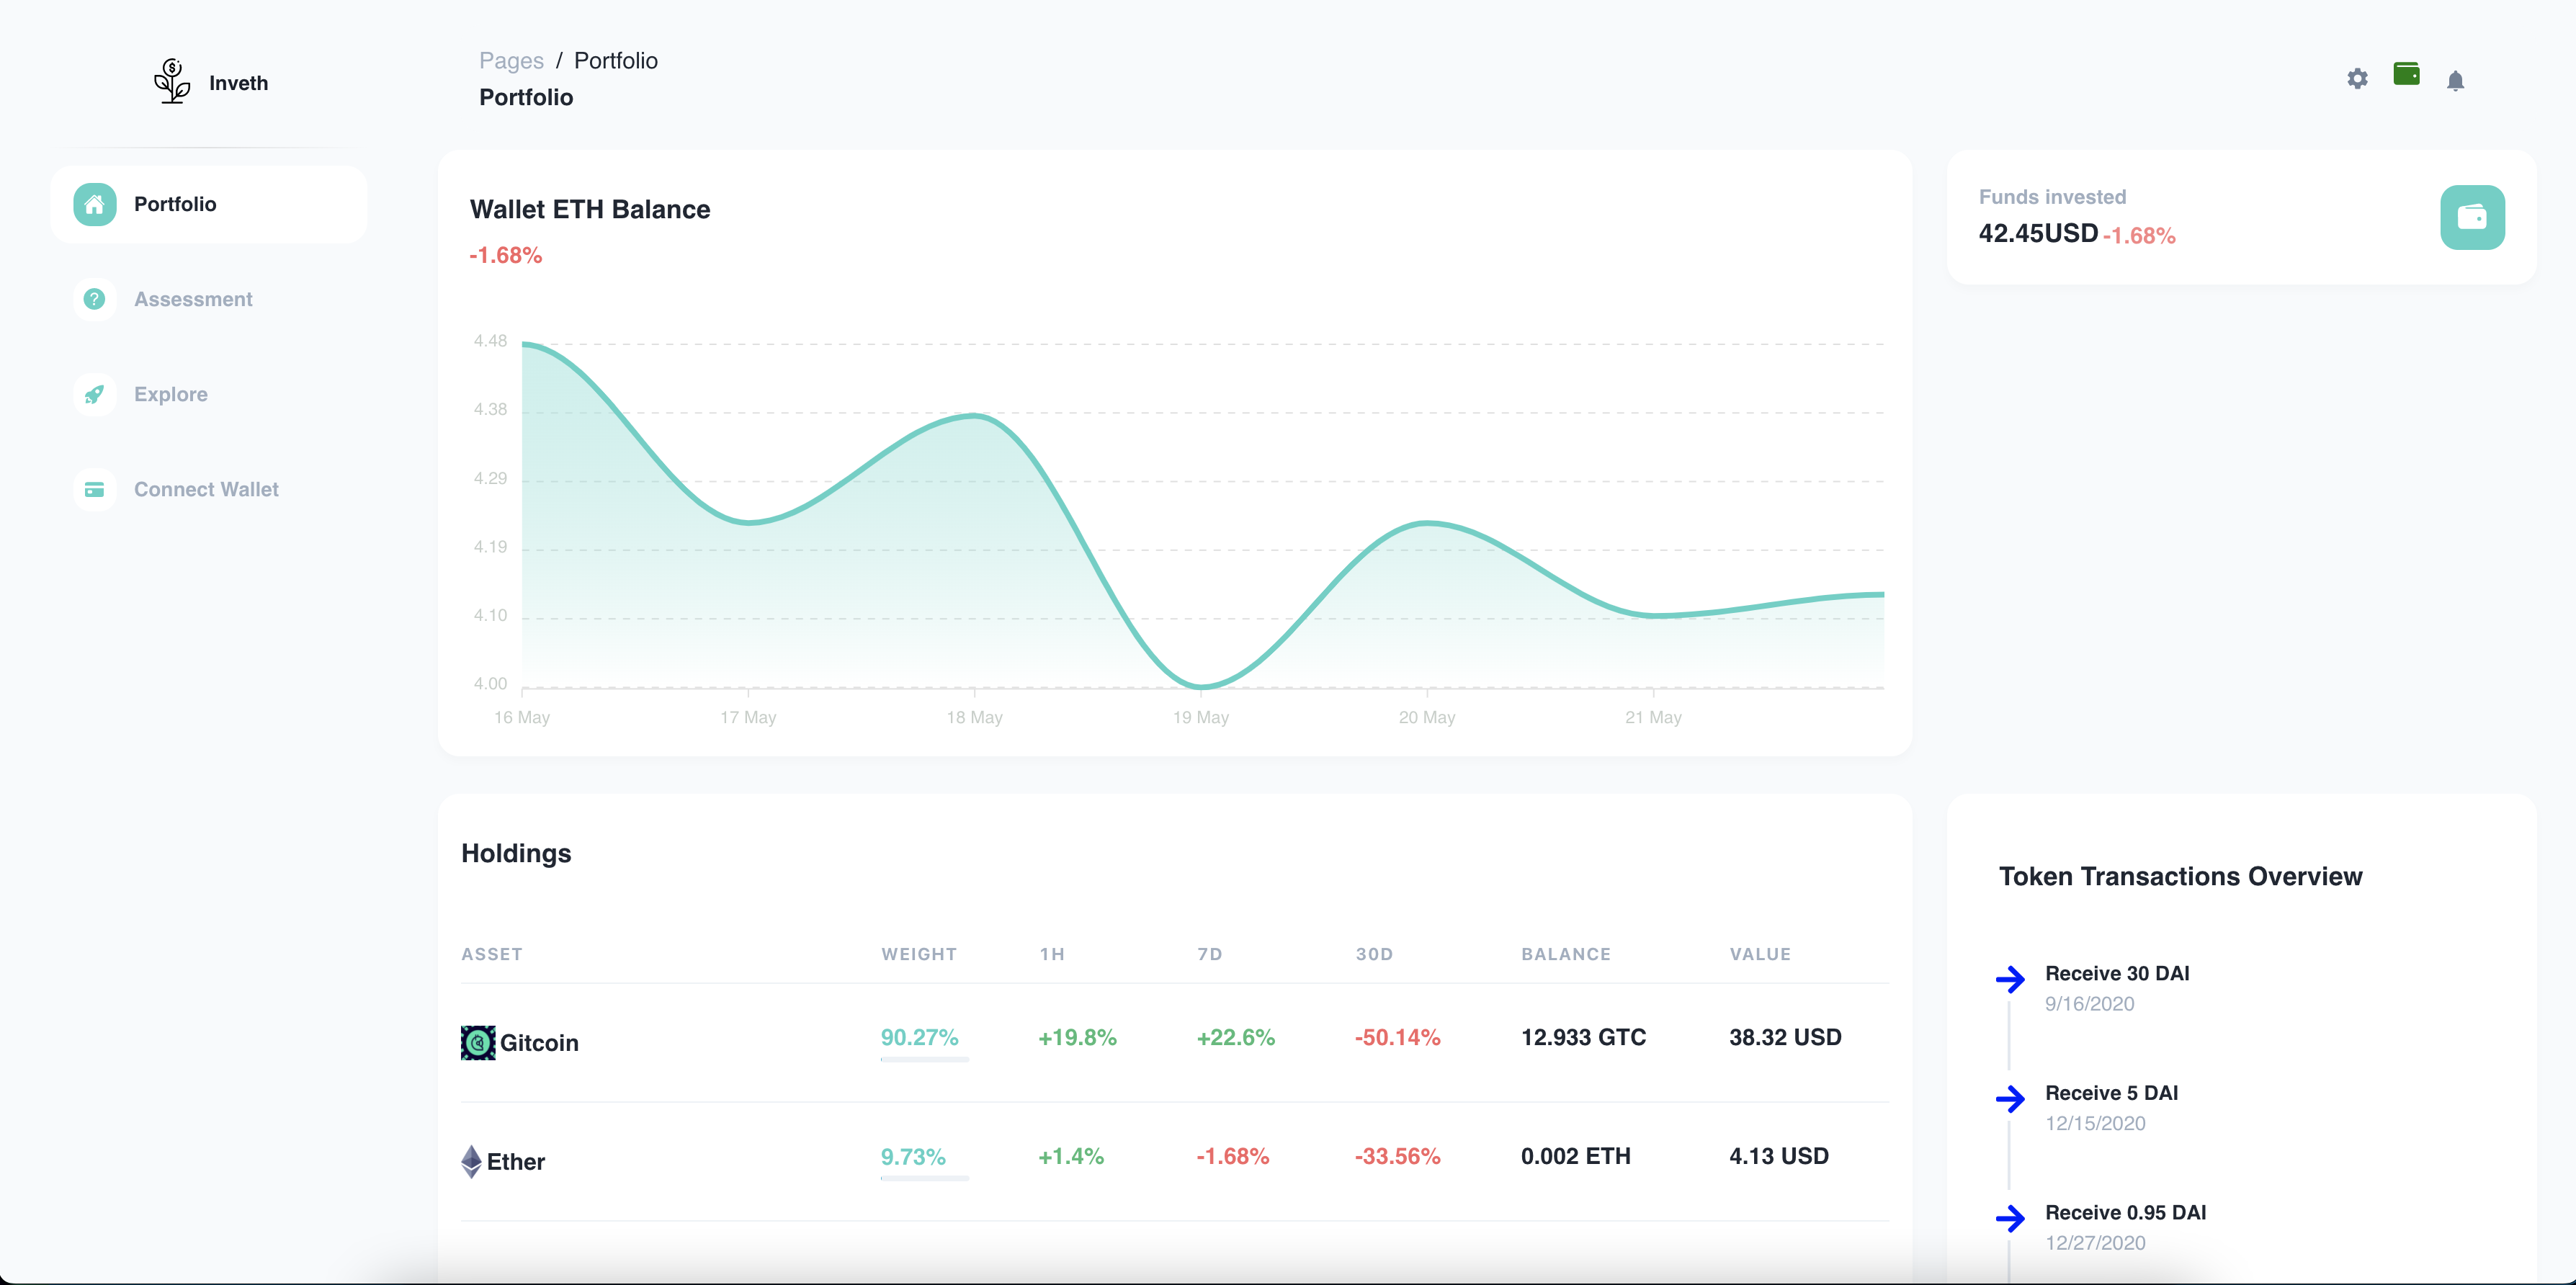 Inveth
Pages / Portfolio
Portfolio
Portfolio
Assessment
Explore
Connect Wallet
Wallet ETH Balance
-1.68%
4.48
4.38
4.29
4.19
4.10
4.00
16 May 17 May 18 May 19 May 20 May 21 May
Funds invested
42.45USD -1.68%
Holdings
ASSET WEIGHT 1H 7D 30D BALANCE VALUE
Gitcoin 90.27% +19.8% +22.6% -50.14% 12.933 GTC 38.32 USD
Ether 9.73% +1.4% -1.68% -33.56% 0.002 ETH 4.13 USD
Token Transactions Overview
Receive 30 DAI
9/16/2020
Receive 5 DAI
12/15/2020
Receive 0.95 DAI
12/27/2020